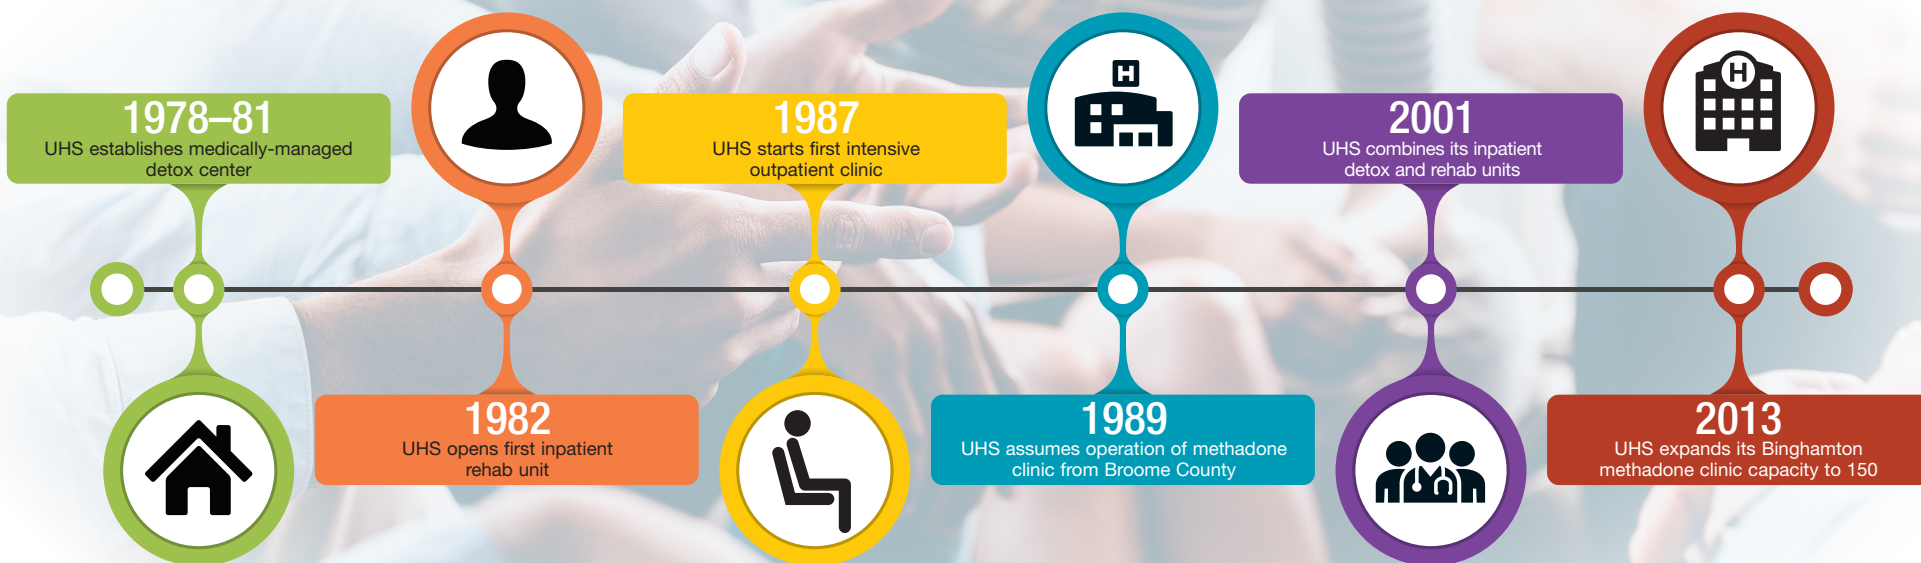 1978–81
UHS establishes medically-managed
detox center
1982
UHS opens first inpatient
rehab unit
1987
UHS starts first intensive
outpatient clinic
H
1989
UHS assumes operation of methadone
clinic from Broome County
2001
UHS combines its inpatient
detox and rehab units
H
2013
UHS expands its Binghamton
methadone clinic capacity to 150